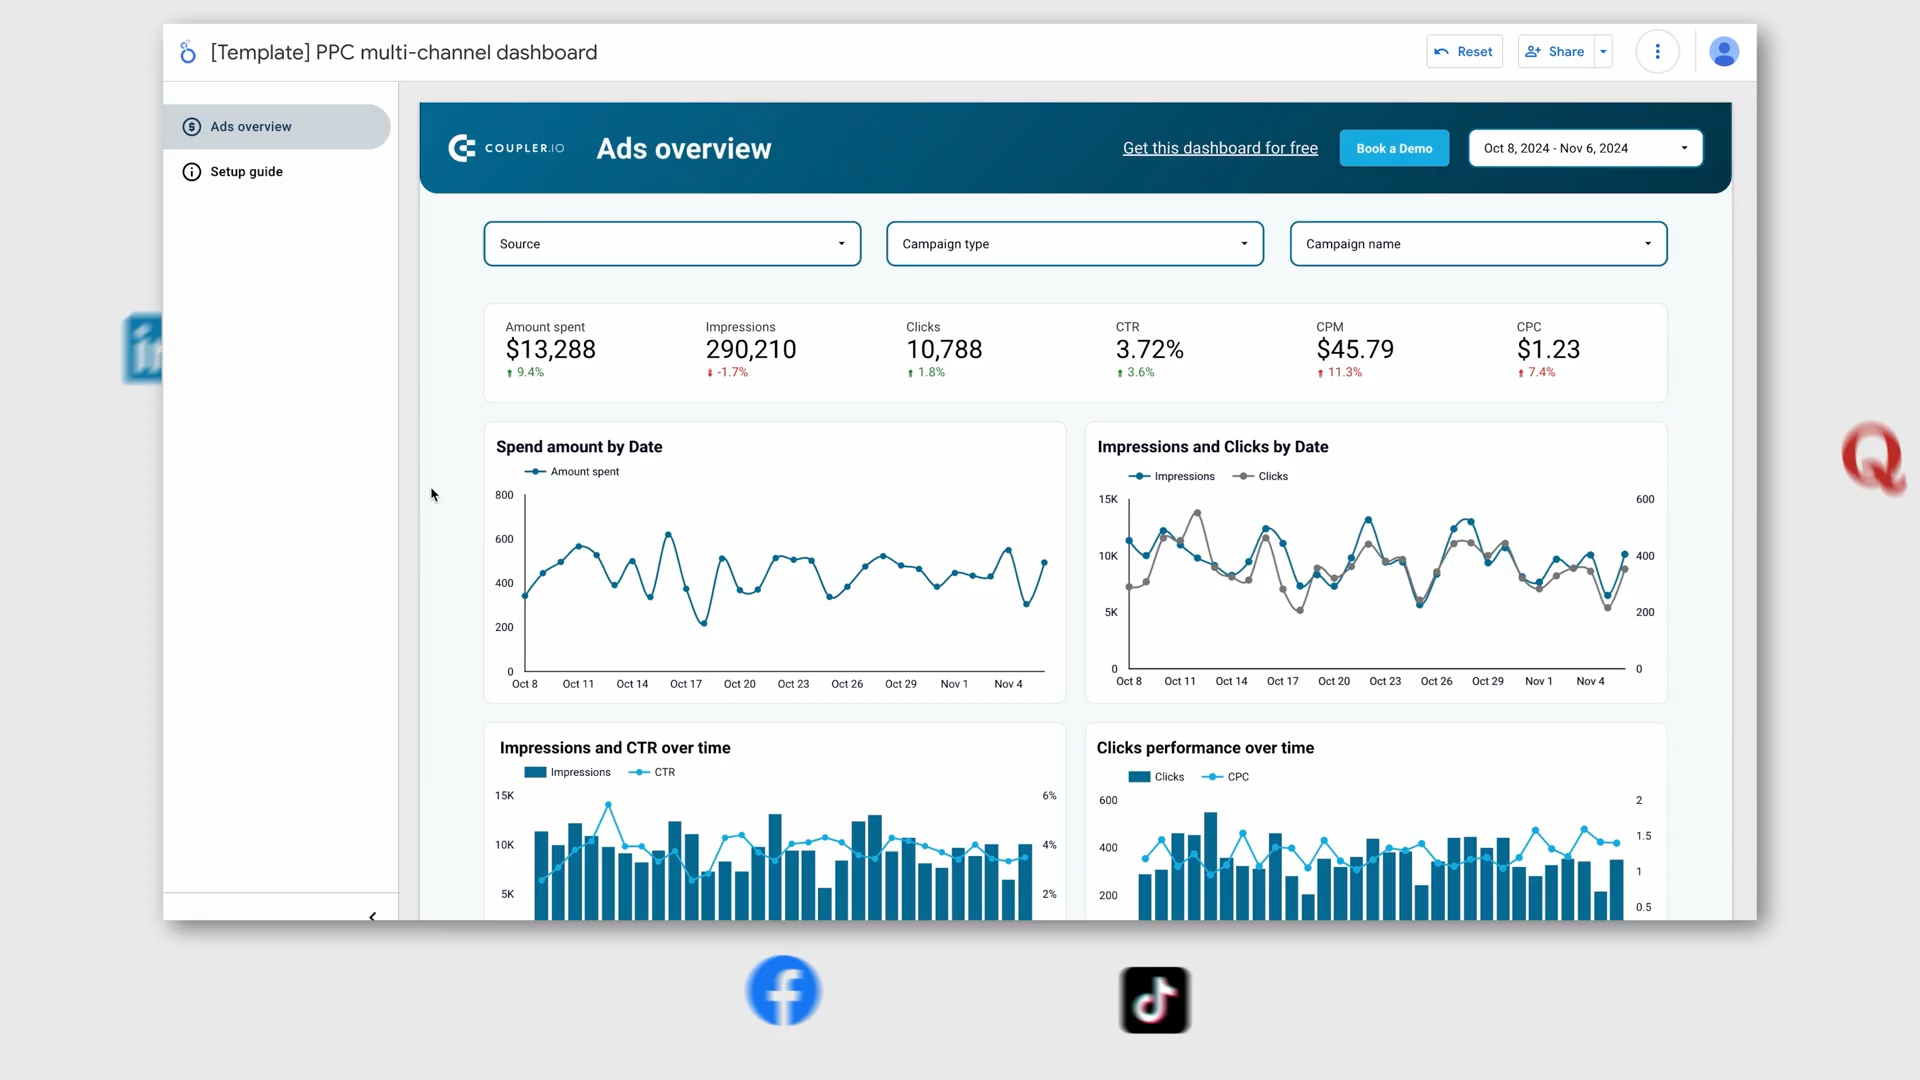 [Template] PPC multi-channel dashboard
Reset
Share
Ads overview
Setup guide
COUPLER.IO
Ads overview
Get this dashboard for free
Book a Demo
Oct 8, 2024 - Nov 6, 2024
Source
Campaign type
Campaign name
Amount spent
$13,288
9.4%
Impressions
290,210
-1.7%
Clicks
10,788
1.8%
CTR
3.72%
3.6%
CPM
$45.79
11.3%
CPC
$1.23
7.4%
Spend amount by Date
Amount spent
800
600
400
200
0
Oct 8 Oct 11 Oct 14 Oct 17 Oct 20 Oct 23 Oct 26 Oct 29 Nov 1 Nov 4
Impressions and Clicks by Date
Impressions Clicks
15K 600
10K 400
5K 200
0 0
Oct 8 Oct 11 Oct 14 Oct 17 Oct 20 Oct 23 Oct 26 Oct 29 Nov 1 Nov 4
Impressions and CTR over time
Impressions CTR
15K 6%
10K 4%
5K 2%
Clicks performance over time
Clicks CPC
600 2
1.5
400
1
200
0.5
in
Q